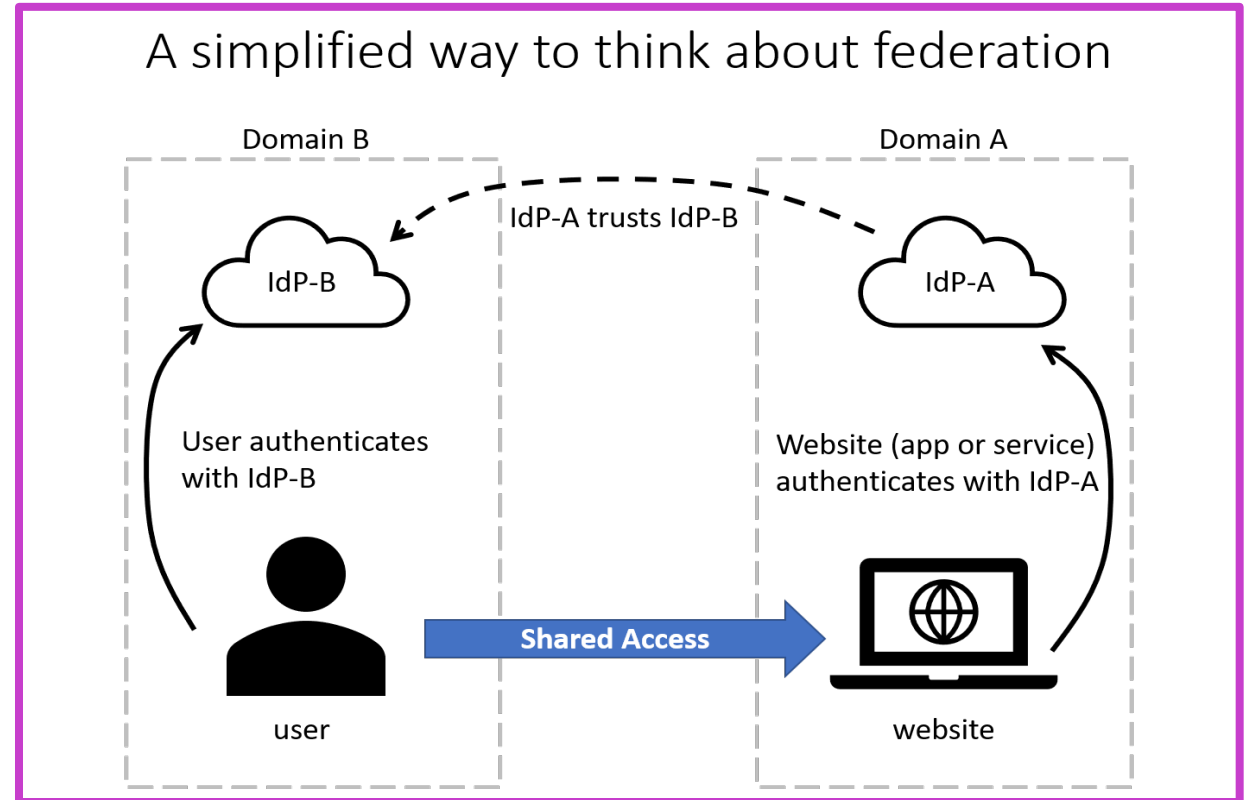 A simplified way to think about federation
Domain B
Domain A
IdP-A trusts IdP-B
IdP-B
IdP-A
User authenticates
with IdP-B
Website (app or service)
authenticates with IdP-A
Shared Access
user
website